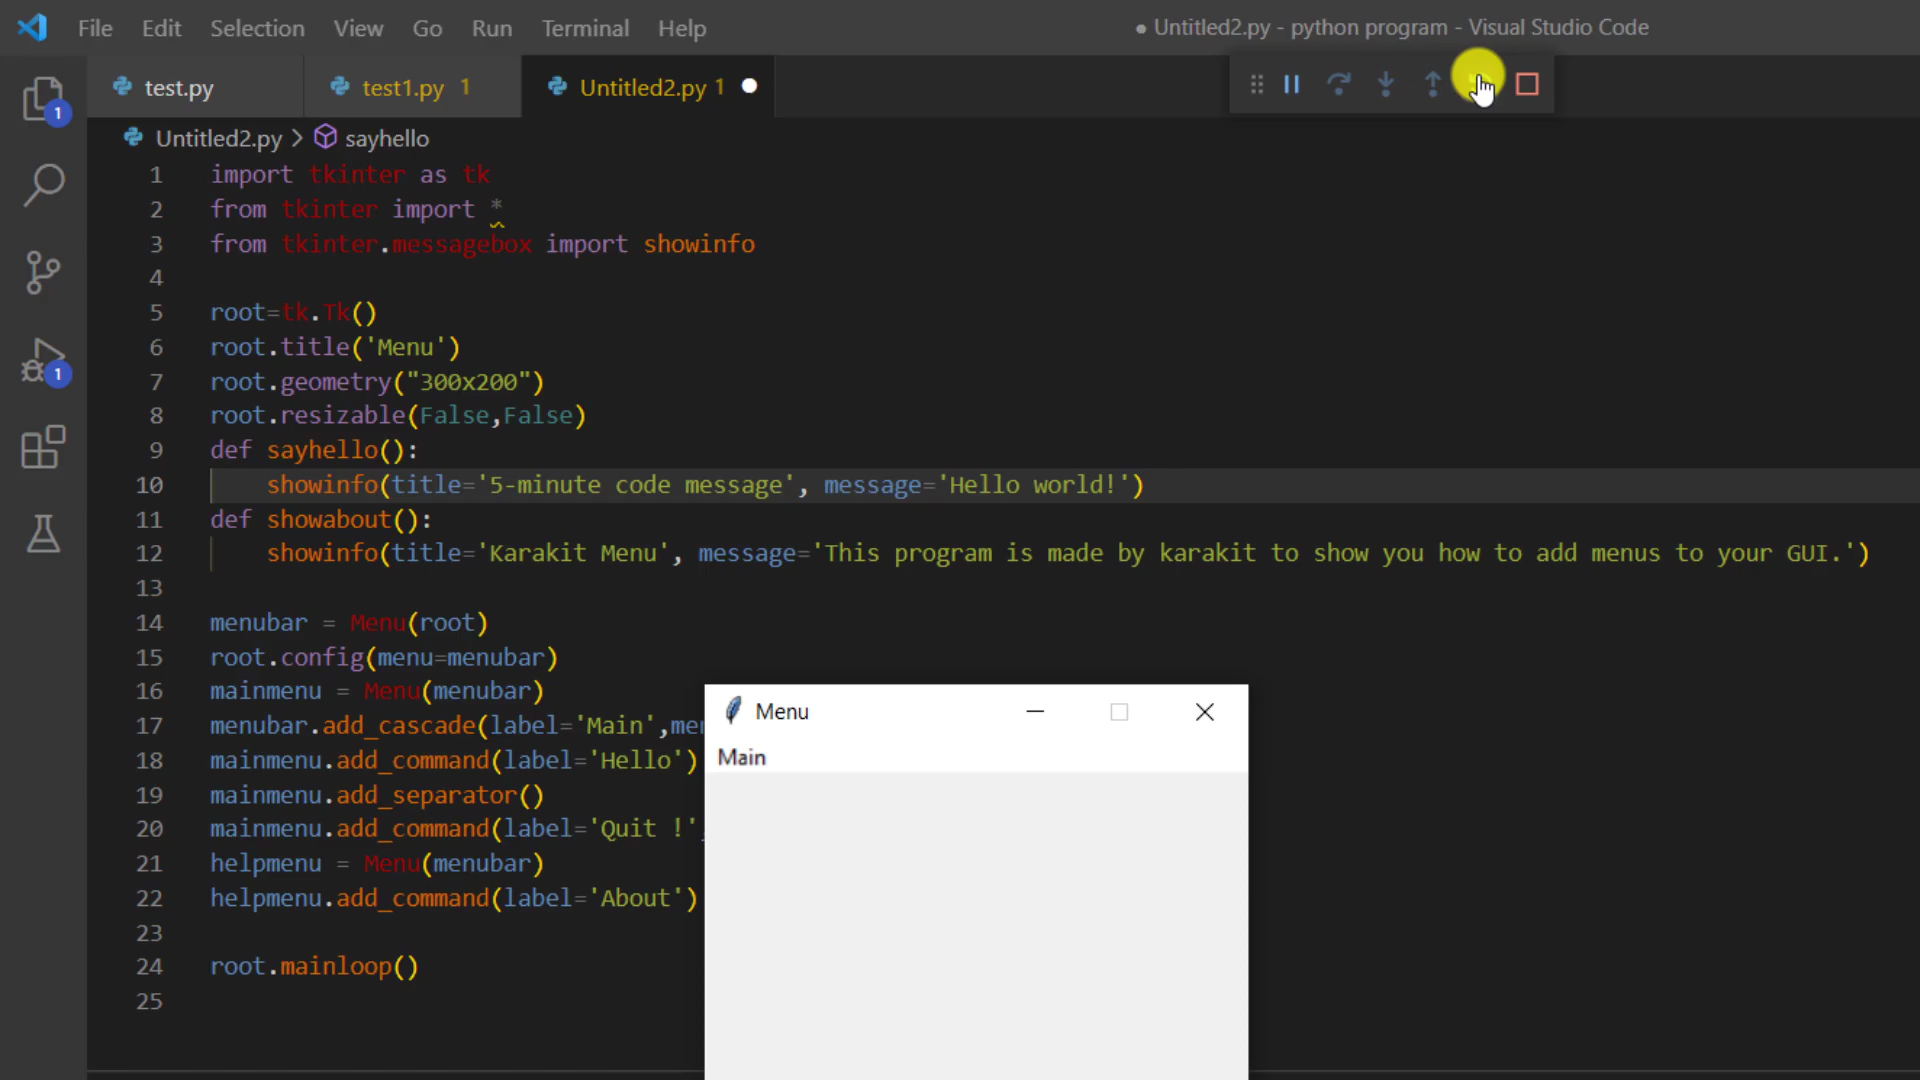 File Edit Selection View Go Run Terminal Help ● Untitled2.py - python program - Visual Studio Code
test.py test1.py 1 Untitled2.py 1
Untitled2.py > sayhello
1 import tkinter as tk
2 from tkinter import *
3 from tkinter.messagebox import showinfo
4
5 root=tk.Tk()
6 root.title('Menu')
7 root.geometry("300x200")
8 root.resizable(False,False)
9 def sayhello():
10 showinfo(title='5-minute code message', message='Hello world!')
11 def showabout():
12 showinfo(title='Karakit Menu', message='This program is made by karakit to show you how to add menus to your GUI.')
13
14 menubar = Menu(root)
15 root.config(menu=menubar)
16 mainmenu = Menu(menubar)
17 menubar.add_cascade(label='Main',me
18 mainmenu.add_command(label='Hello')
19 mainmenu.add_separator()
20 mainmenu.add_command(label='Quit !',
21 helpmenu = Menu(menubar)
22 helpmenu.add_command(label='About')
23
24 root.mainloop()
25
1
1
Menu
Main